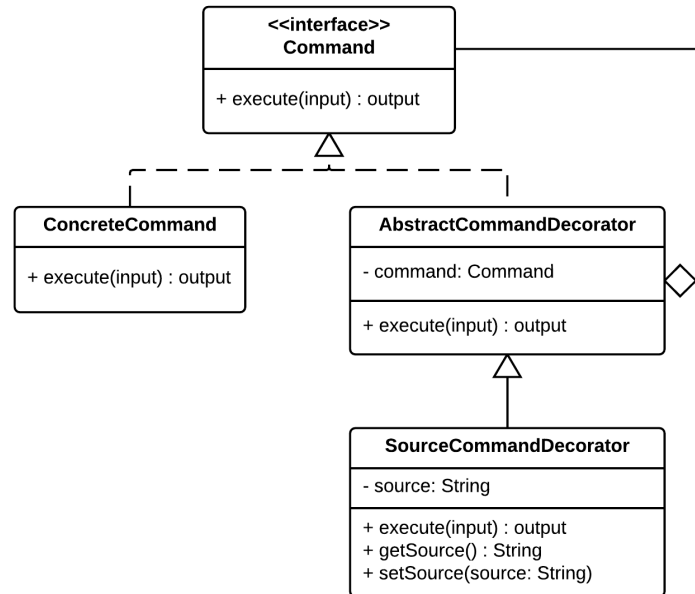 <<interface>>
Command
+ execute(input) : output
ConcreteCommand
+ execute(input) : output
AbstractCommandDecorator
- command: Command
+ execute(input) : output
SourceCommandDecorator
- source: String
+ execute(input) : output
+ getSource() : String
+ setSource(source: String)